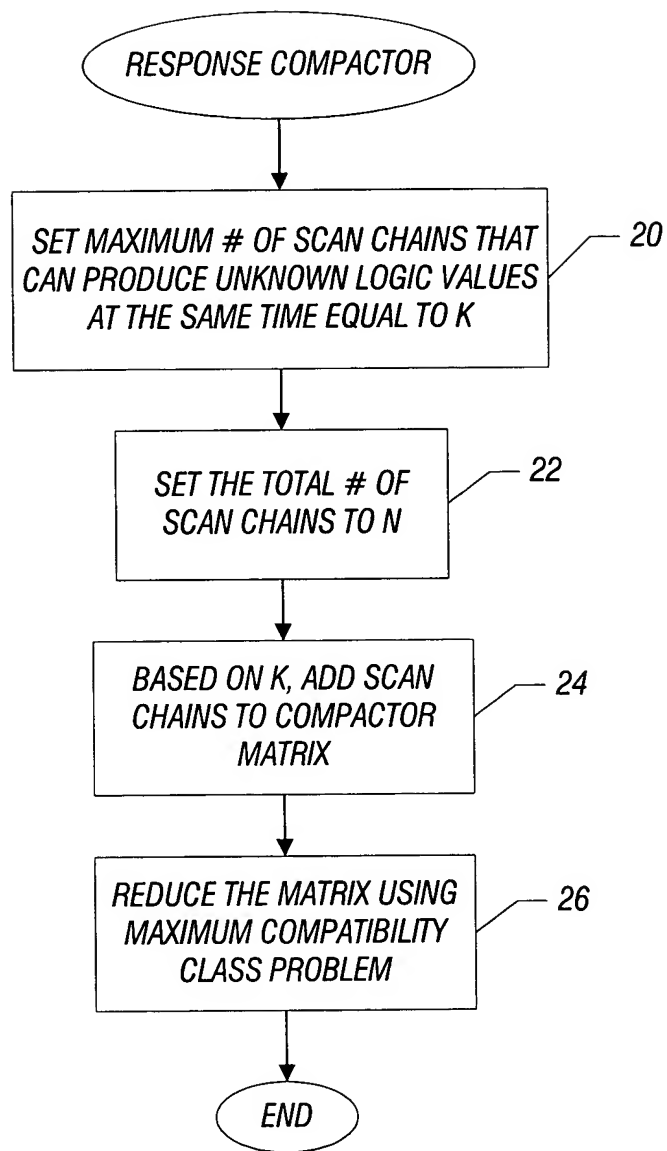 RESPONSE COMPACTOR
SET MAXIMUM # OF SCAN CHAINS THAT
CAN PRODUCE UNKNOWN LOGIC VALUES
AT THE SAME TIME EQUAL TO K
20
SET THE TOTAL # OF
SCAN CHAINS TO N
22
BASED ON K, ADD SCAN
CHAINS TO COMPACTOR
MATRIX
24
REDUCE THE MATRIX USING
MAXIMUM COMPATIBILITY
CLASS PROBLEM
26
END